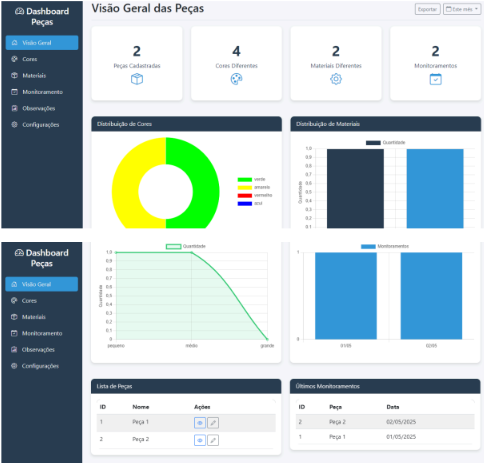 Dashboard
Peças
Visão Geral
Cores
Materiais
Monitoramento
Observações
Configurações
Visão Geral das Peças
Exportar
Este mês
2
Peças Cadastradas
4
Cores Diferentes
2
Materiais Diferentes
2
Monitoramentos
Distribuição de Cores
verde
amarelo
vermelho
azul
Distribuição de Materiais
Quantidade
Quantidade
1.0
0.9
0.8
0.7
0.6
0.5
0.4
0.3
0.2
0.1
Dashboard
Peças
Visão Geral
Cores
Materiais
Monitoramento
Observações
Configurações
Quantidade
Quantidade
1.0
0.9
0.8
0.7
0.6
0.5
0.4
0.3
0.2
0.1
0
pequeno médio grande
Monitoramentos
1
0
01/05 02/05
Lista de Peças
ID Nome Ações
1 Peça 1
2 Peça 2
Últimos Monitoramentos
ID Peça Data
2 Peça 2 02/05/2025
1 Peça 1 01/05/2025